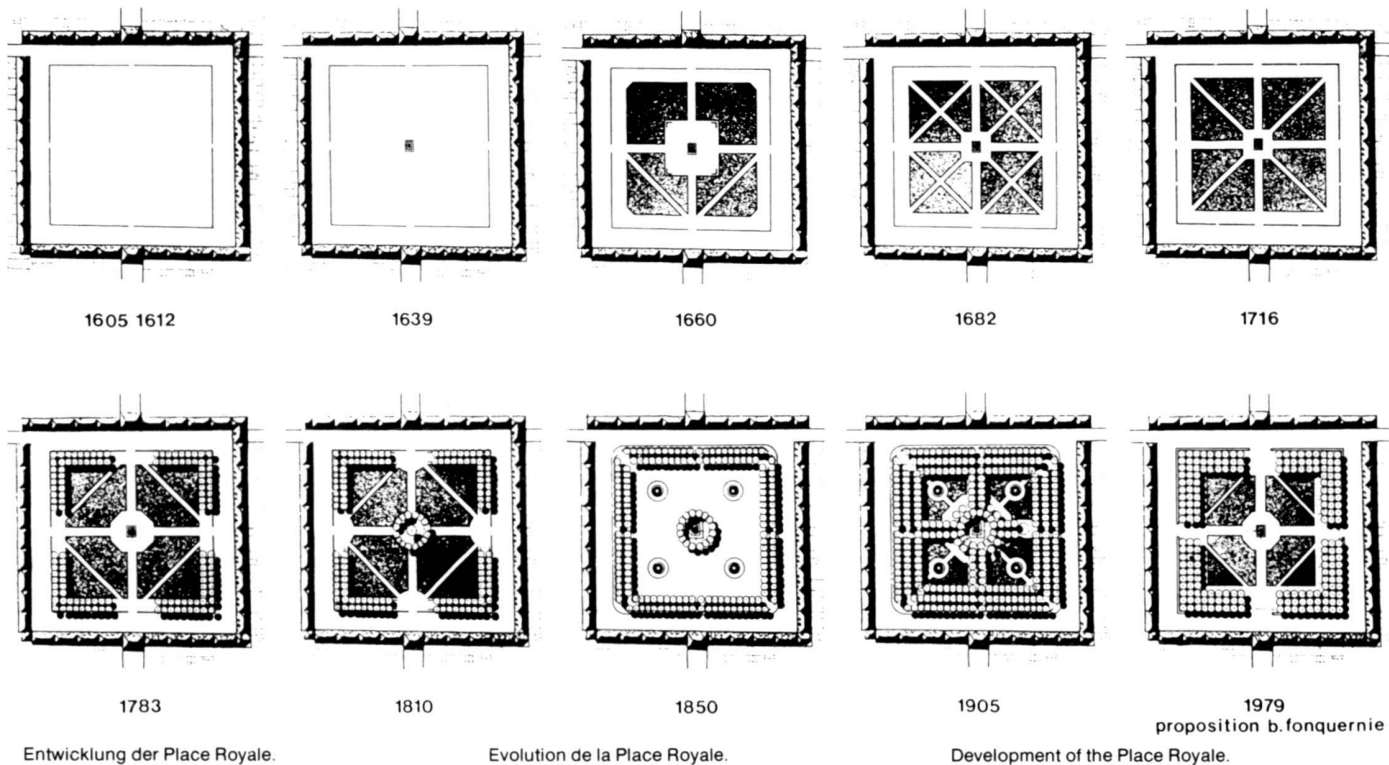 1605 1612
1639
1660
1682
1716
1783
1810
1850
1905
1979
proposition b.fonquernie
Entwicklung der Place Royale.
Evolution de la Place Royale.
Development of the Place Royale.